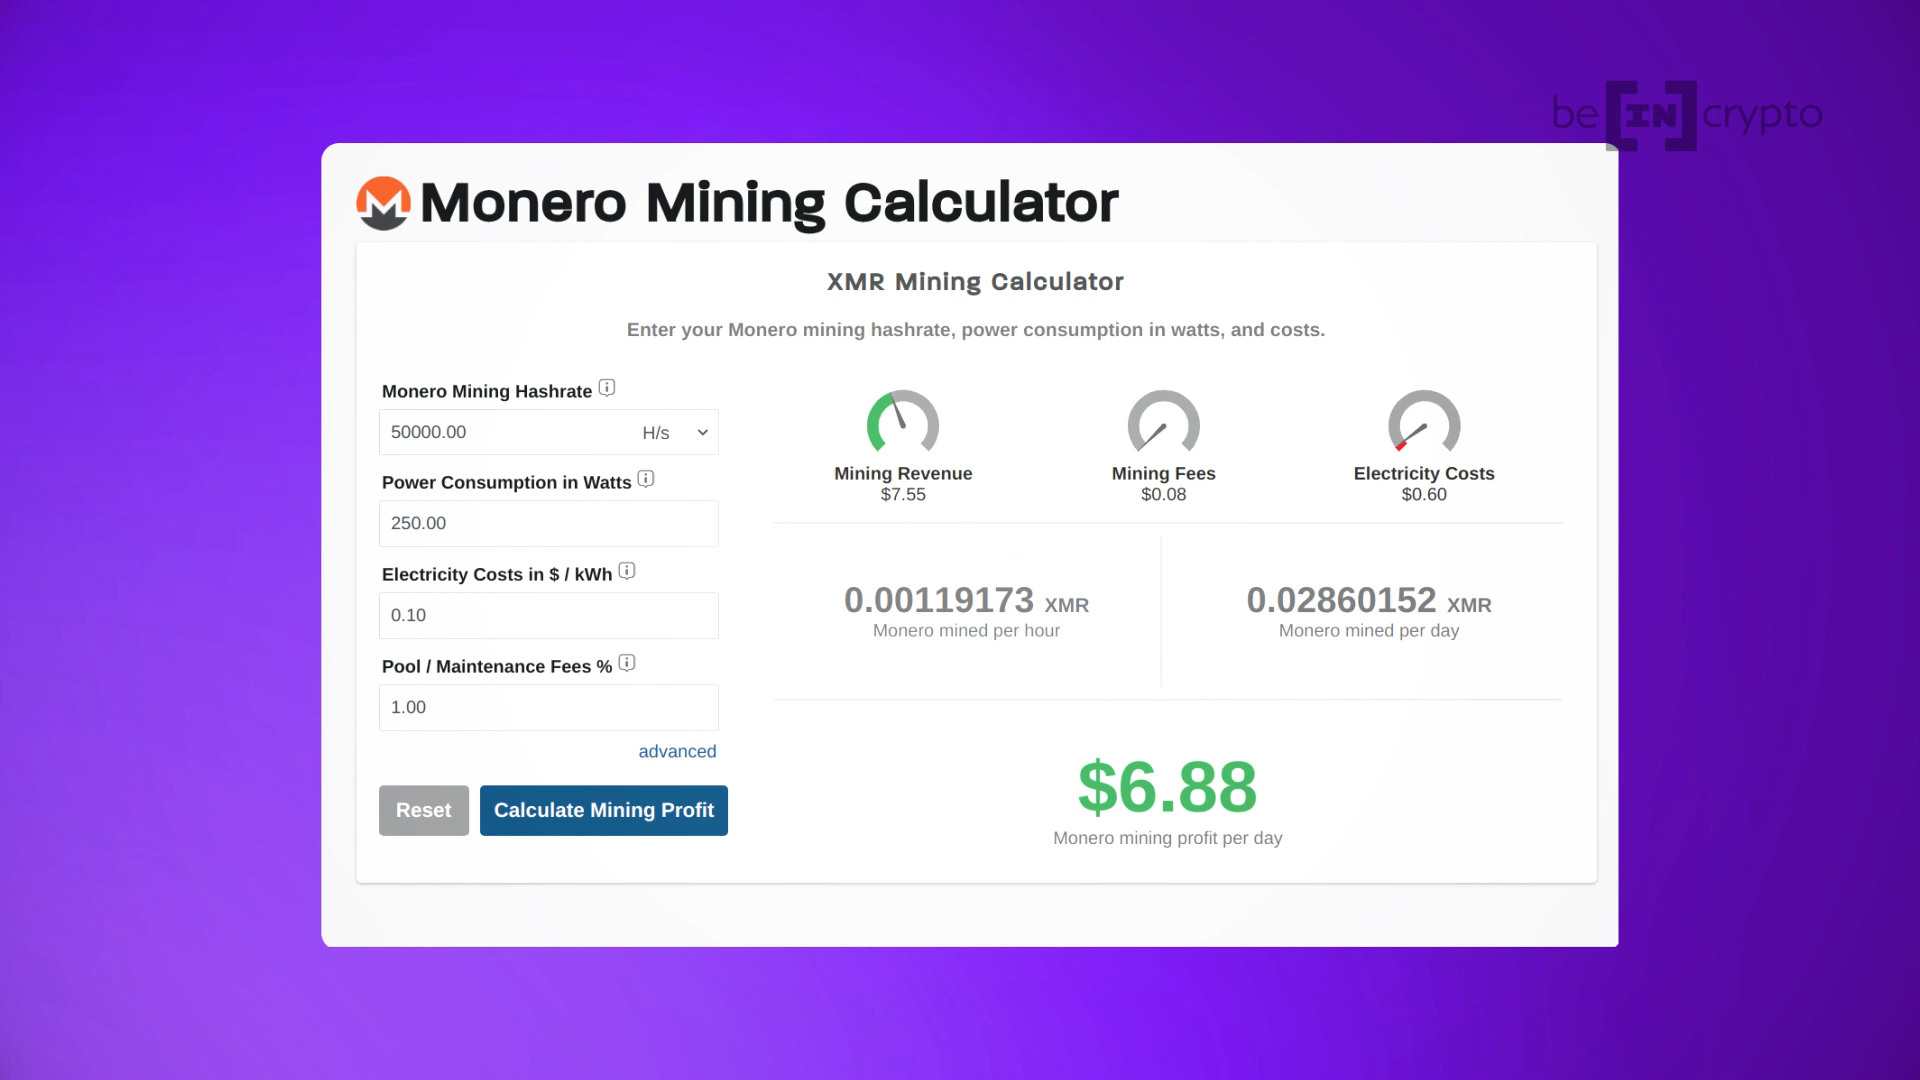 be[IN]crypto
Monero Mining Calculator
XMR Mining Calculator
Enter your Monero mining hashrate, power consumption in watts, and costs.
Monero Mining Hashrate
50000.00 H/s
Power Consumption in Watts
250.00
Electricity Costs in $ / kWh
0.10
Pool / Maintenance Fees %
1.00
advanced
Reset
Calculate Mining Profit
Mining Revenue
$7.55
Mining Fees
$0.08
Electricity Costs
$0.60
0.00119173 XMR
Monero mined per hour
0.02860152 XMR
Monero mined per day
$6.88
Monero mining profit per day